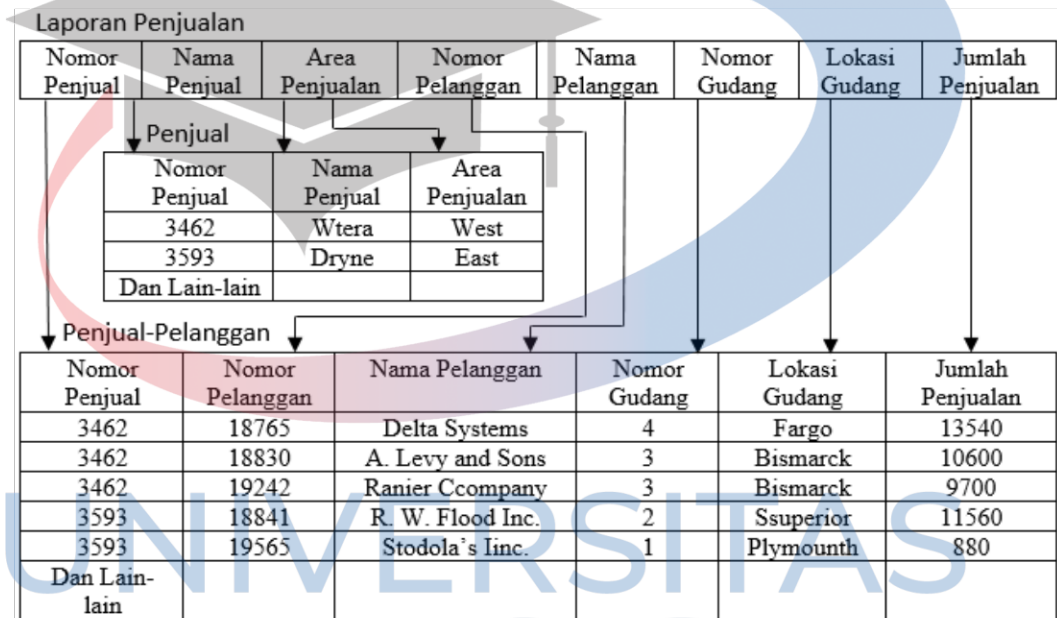 Laporan Penjualan
Nomor Penjual Nama Penjual Area Penjualan Nomor Pelanggan Nama Pelanggan Nomor Gudang Lokasi Gudang Jumlah Penjualan
Penjual
Nomor Penjual Nama Penjual Area Penjualan
3462 Wtera West
3593 Dryne East
Dan Lain-lain
Penjual-Pelanggan
Nomor Penjual Nomor Pelanggan Nama Pelanggan Nomor Gudang Lokasi Gudang Jumlah Penjualan
3462 18765 Delta Systems 4 Fargo 13540
3462 18830 A. Levy and Sons 3 Bismarck 10600
3462 19242 Ranier Ccompany 3 Bismarck 9700
3593 18841 R. W. Flood Inc. 2 Ssuperior 11560
3593 19565 Stodola's Iinc. 1 Plymounth 880
Dan Lain-lain
UNIVERSITAS